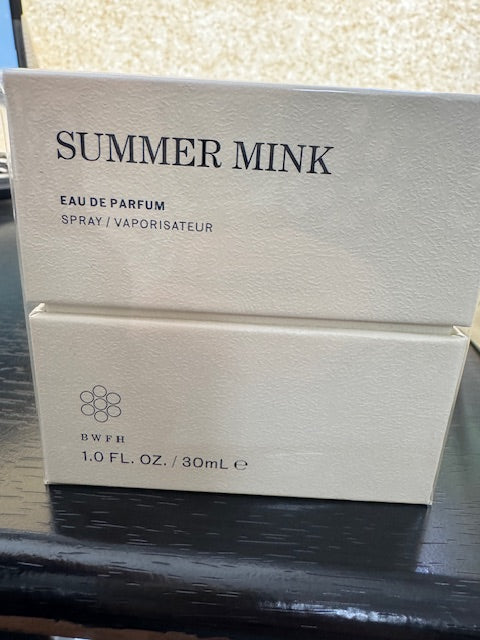 SUMMER MINK
EAU DE PARFUM
SPRAY / VAPORISATEUR
BWFH
1.0 FL. OZ. / 30mL ℮